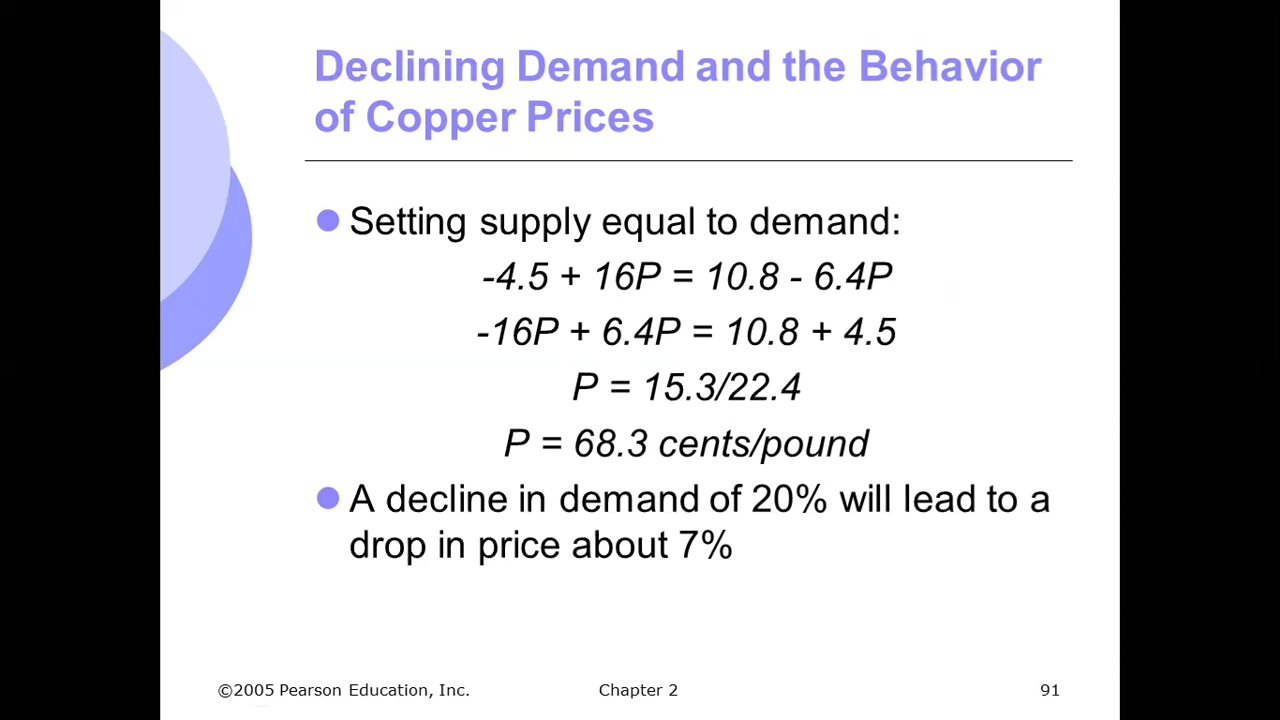 Declining Demand and the Behavior
of Copper Prices
Setting supply equal to demand:
-4.5 + 16P = 10.8 - 6.4P
-16P + 6.4P = 10.8 + 4.5
P = 15.3/22.4
P = 68.3 cents/pound
A decline in demand of 20% will lead to a
drop in price about 7%
©2005 Pearson Education, Inc. Chapter 2 91